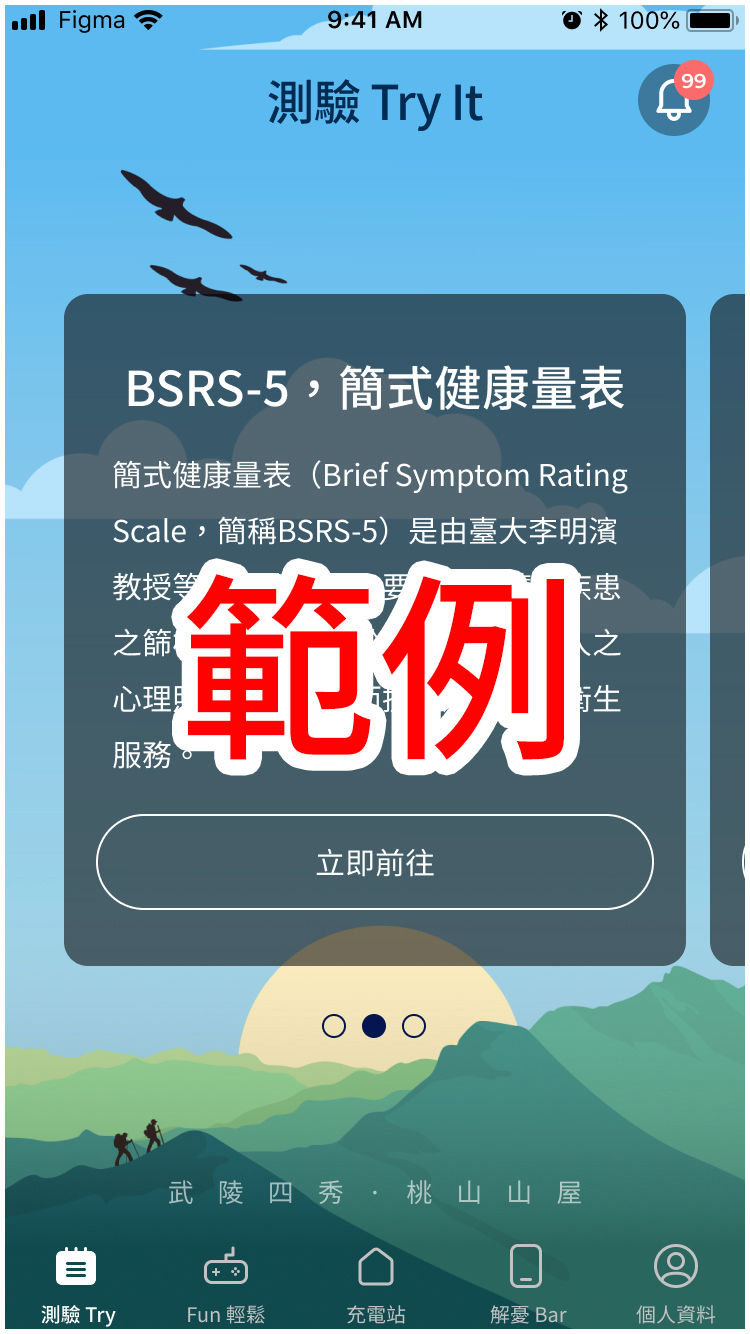 Figma
9:41 AM
100%
測驗 Try It
99
BSRS-5，簡式健康量表
簡式健康量表（Brief Symptom Rating
Scale，簡稱BSRS-5）是由臺大李明濱
教授等 要 疾患
之篩 人之
心理 衛生
服務。
範例
立即前往
武陵四秀·桃山山屋
測驗 Try
Fun 輕鬆
充電站
解憂 Bar
個人資料